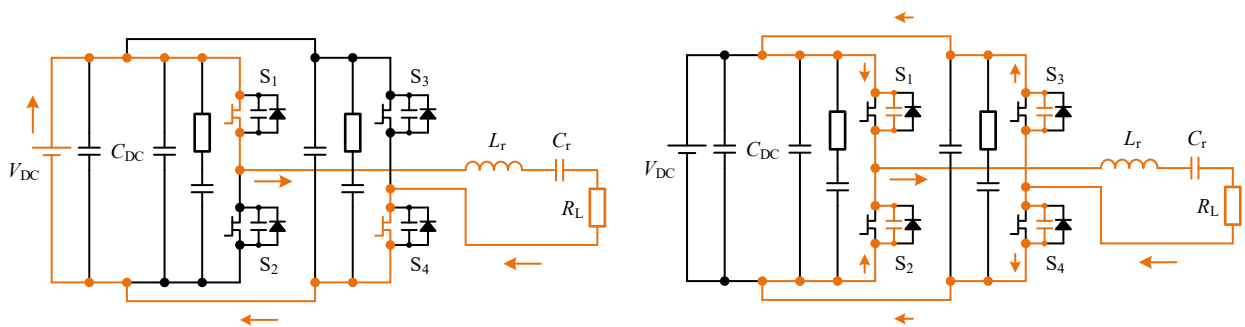 S₁
S₃
V_DC
C_DC
L_r
C_r
R_L
S₂
S₄
S₁
S₃
V_DC
C_DC
L_r
C_r
R_L
S₂
S₄